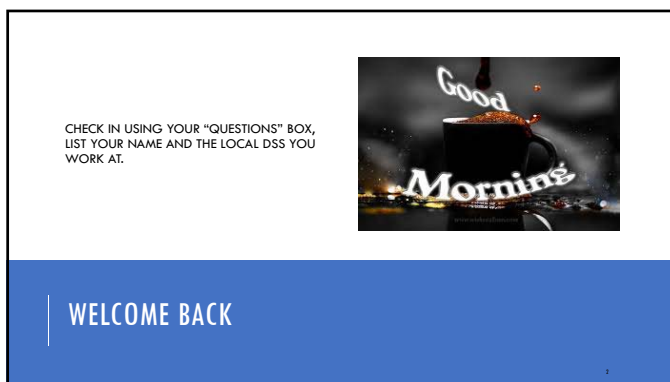 CHECK IN USING YOUR “QUESTIONS” BOX,
LIST YOUR NAME AND THE LOCAL DSS YOU
WORK AT.
Good
Morning
WELCOME BACK